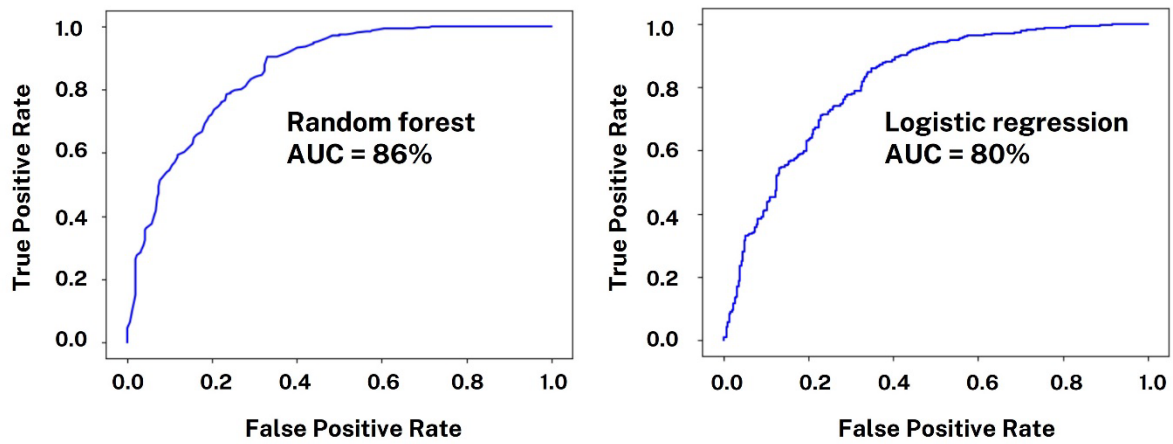 1.0
0.8
0.6
0.4
0.2
0.0
True Positive Rate
Random forest
AUC = 86%
0.0 0.2 0.4 0.6 0.8 1.0
False Positive Rate
1.0
0.8
0.6
0.4
0.2
0.0
True Positive Rate
Logistic regression
AUC = 80%
0.0 0.2 0.4 0.6 0.8 1.0
False Positive Rate